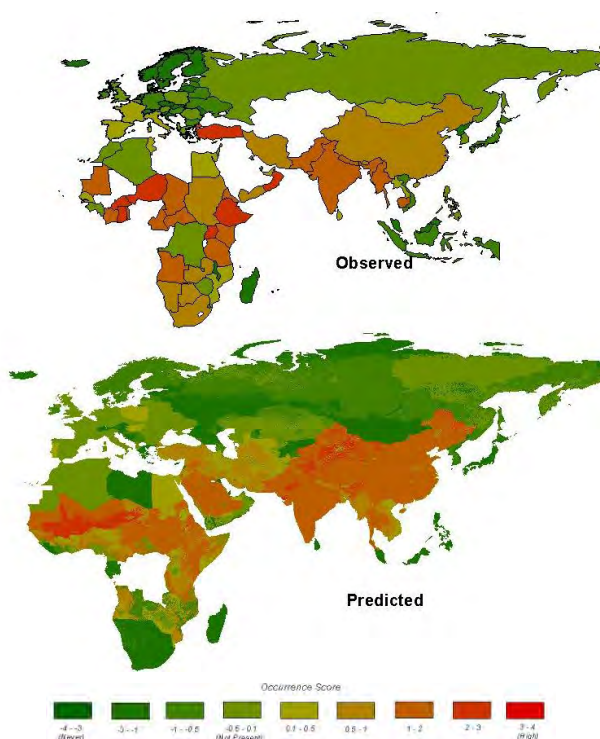 Observed
Predicted
Occurrence Score
-4 - -3
-3 - -1
-1 - -0.5
-0.5 - 0.1
0.1 - 0.5
0.5 - 1
1 - 2
2 - 3
3 - 4
(Never)
(Not Present)
(High)